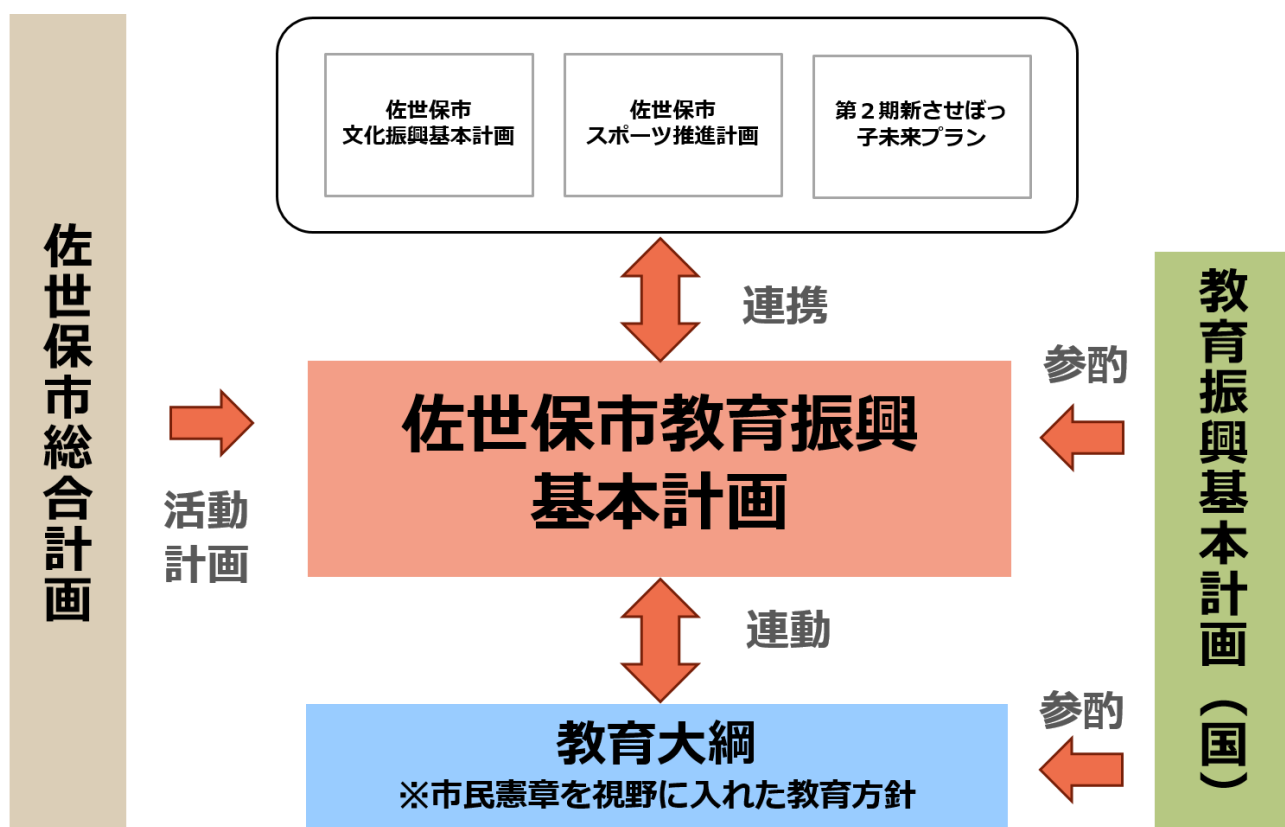 佐世保市総合計画
佐世保市
文化振興基本計画
佐世保市
スポーツ推進計画
第２期新させぼっ
子未来プラン
連携
活動
計画
佐世保市教育振興
基本計画
参酌
教育振興基本計画（国）
連動
教育大綱
※市民憲章を視野に入れた教育方針
参酌